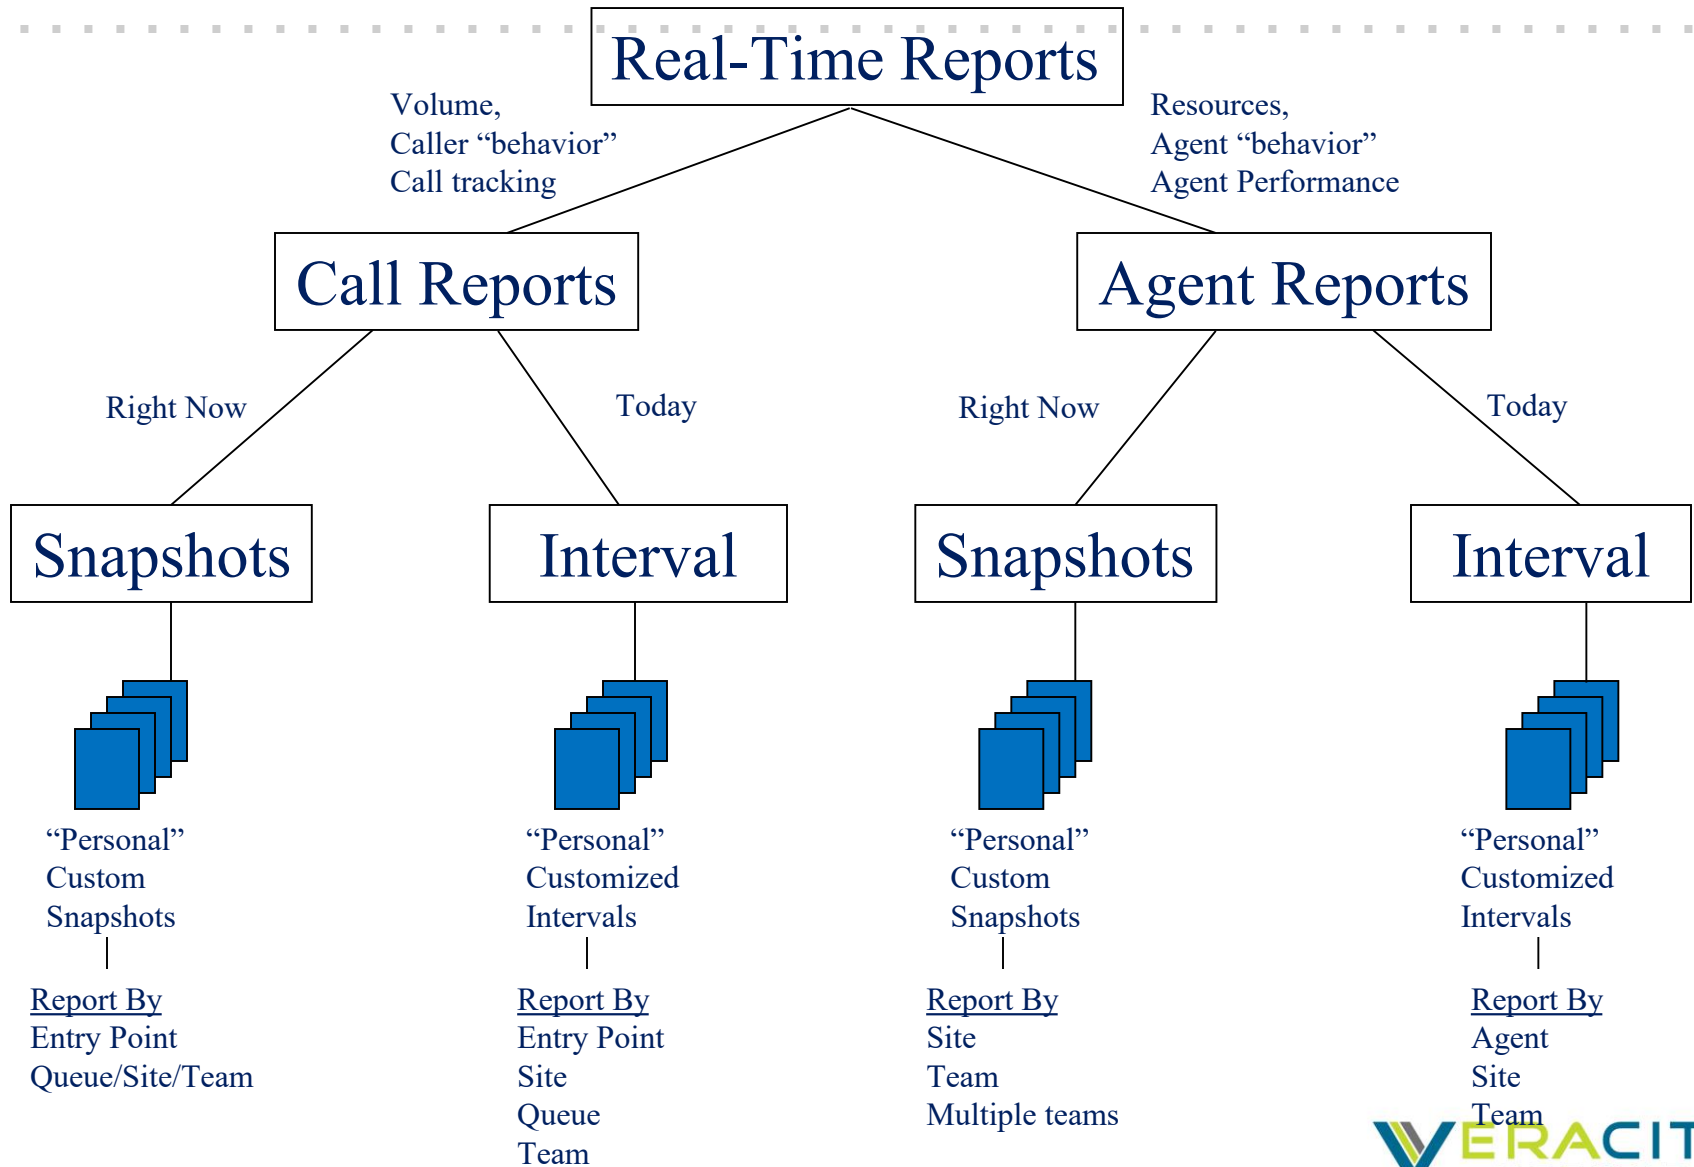 Real-Time Reports
Volume,
Caller “behavior”
Call tracking
Resources,
Agent “behavior”
Agent Performance
Call Reports
Agent Reports
Right Now
Today
Right Now
Today
Snapshots
Interval
Snapshots
Interval
“Personal”
Custom
Snapshots
“Personal”
Customized
Intervals
“Personal”
Custom
Snapshots
“Personal”
Customized
Intervals
Report By
Entry Point
Queue/Site/Team
Report By
Entry Point
Site
Queue
Team
Report By
Site
Team
Multiple teams
Report By
Agent
Site
Team
VERACIT